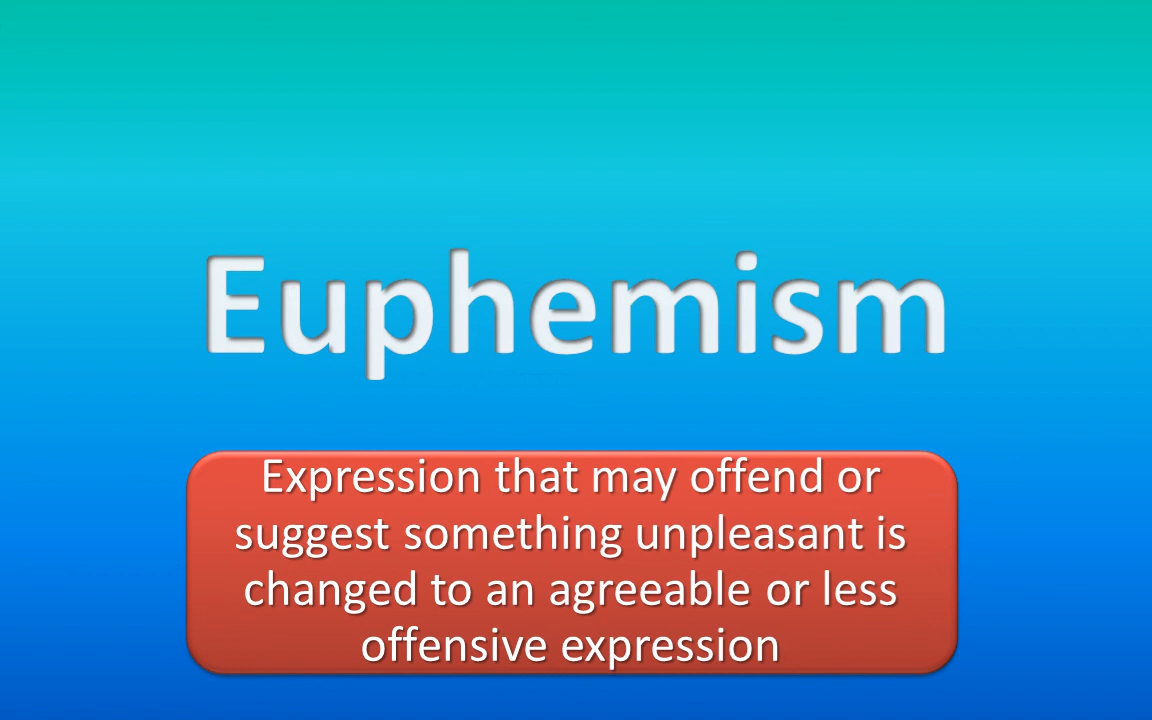 Euphemism
Expression that may offend or
suggest something unpleasant is
changed to an agreeable or less
offensive expression